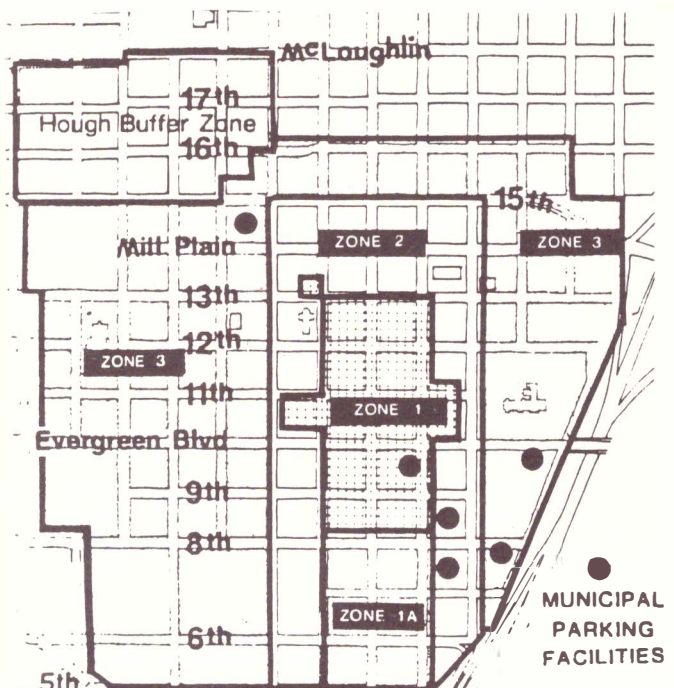 McLoughlin
17th
Hough Buffer Zone
16th
15th
Mill Plain
ZONE 2
ZONE 3
13th
12th
ZONE 3
11th
ZONE 1
Evergreen Blvd
9th
8th
MUNICIPAL
PARKING
FACILITIES
ZONE 1A
6th
5th